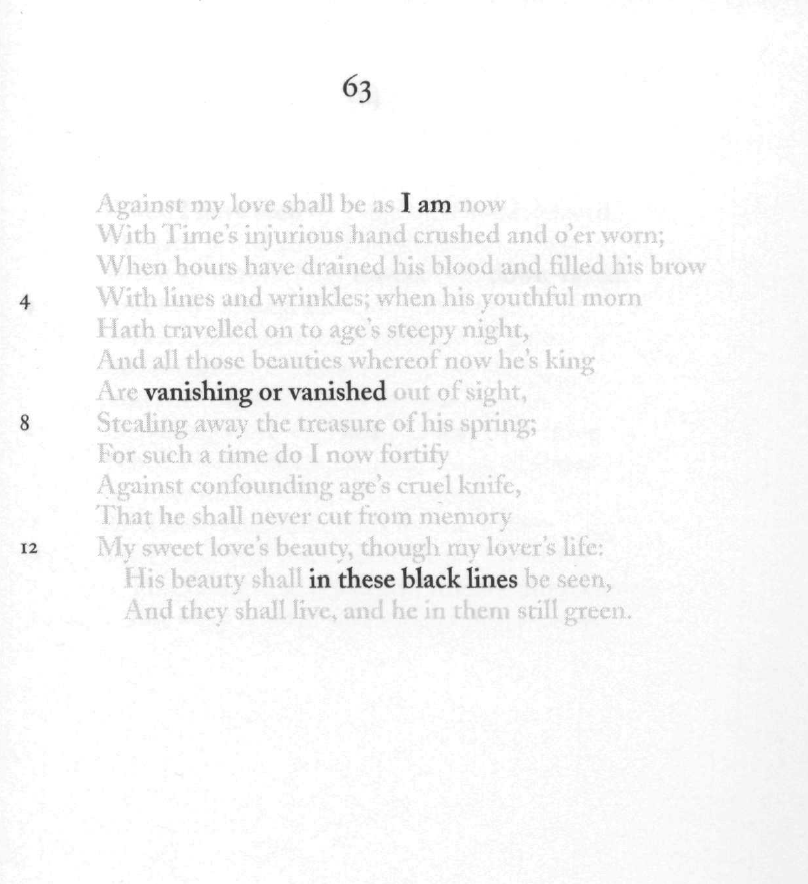 63
Against my love shall be as I am now
With Time's injurious hand crushed and o'er worn;
When hours have drained his blood and filled his brow
4 With lines and wrinkles; when his youthful morn
Hath travelled on to age's steepy night,
And all those beauties whereof now he's king
Are vanishing or vanished out of sight,
8 Stealing away the treasure of his spring;
For such a time do I now fortify
Against confounding age's cruel knife,
That he shall never cut from memory
12 My sweet love's beauty, though my lover's life:
His beauty shall in these black lines be seen,
And they shall live, and he in them still green.